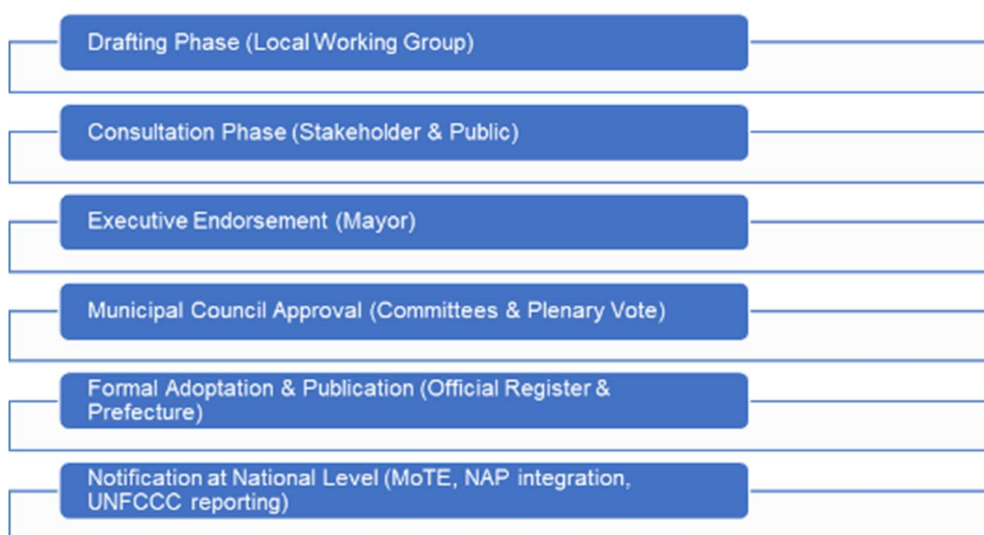 Drafting Phase (Local Working Group)
Consultation Phase (Stakeholder & Public)
Executive Endorsement (Mayor)
Municipal Council Approval (Committees & Plenary Vote)
Formal Adoptation & Publication (Official Register &
Prefecture)
Notification at National Level (MoTE, NAP integration,
UNFCCC reporting)